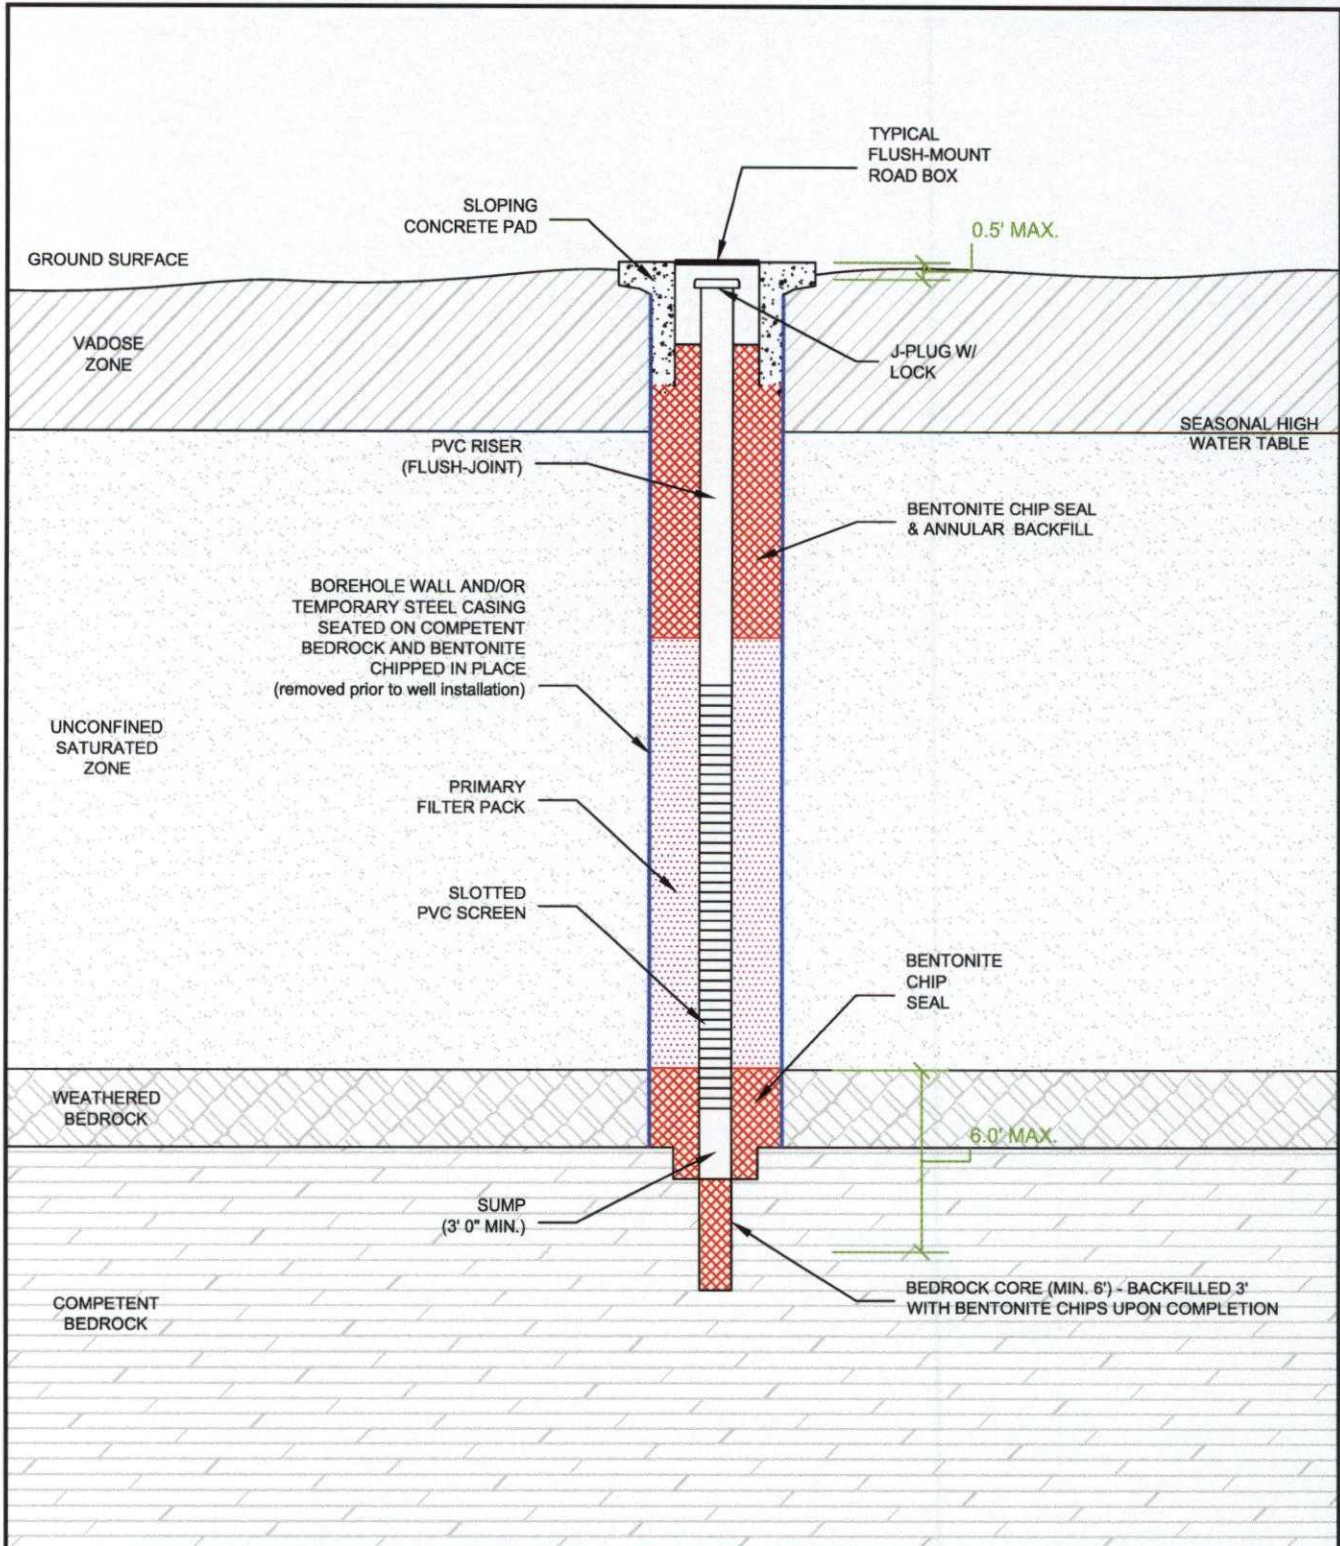 TYPICAL
FLUSH-MOUNT
ROAD BOX
SLOPING
CONCRETE PAD
0.5' MAX.
GROUND SURFACE
VADOSE
ZONE
J-PLUG W/
LOCK
SEASONAL HIGH
WATER TABLE
PVC RISER
(FLUSH-JOINT)
BENTONITE CHIP SEAL
& ANNULAR BACKFILL
BOREHOLE WALL AND/OR
TEMPORARY STEEL CASING
SEATED ON COMPETENT
BEDROCK AND BENTONITE
CHIPPED IN PLACE
(removed prior to well installation)
UNCONFINED
SATURATED
ZONE
PRIMARY
FILTER PACK
SLOTTED
PVC SCREEN
BENTONITE
CHIP
SEAL
WEATHERED
BEDROCK
6.0' MAX.
SUMP
(3' 0" MIN.)
BEDROCK CORE (MIN. 6') - BACKFILLED 3'
WITH BENTONITE CHIPS UPON COMPLETION
COMPETENT
BEDROCK